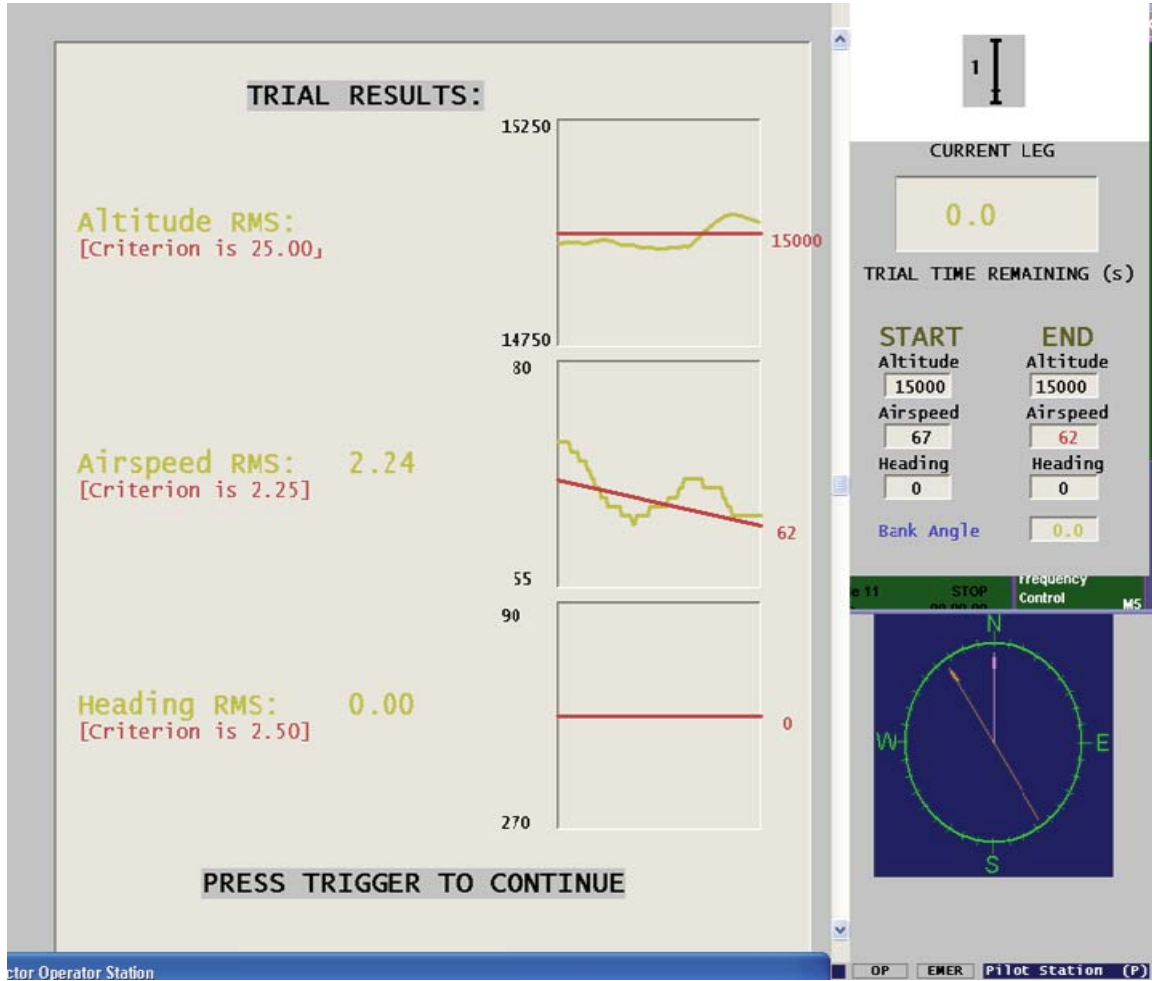 TRIAL RESULTS:
15250
Altitude RMS:
[Criterion is 25.00]
15000
14750
80
Airspeed RMS: 2.24
[Criterion is 2.25]
62
55
90
Heading RMS: 0.00
[Criterion is 2.50]
0
270
PRESS TRIGGER TO CONTINUE
ctor Operator Station
1
CURRENT LEG
0.0
TRIAL TIME REMAINING (s)
START END
Altitude Altitude
15000 15000
Airspeed Airspeed
67 62
Heading Heading
0 0
Bank Angle 0.0
Frequency
e 11 STOP Control M5
N
W E
S
OP EMER Pilot Station (P)